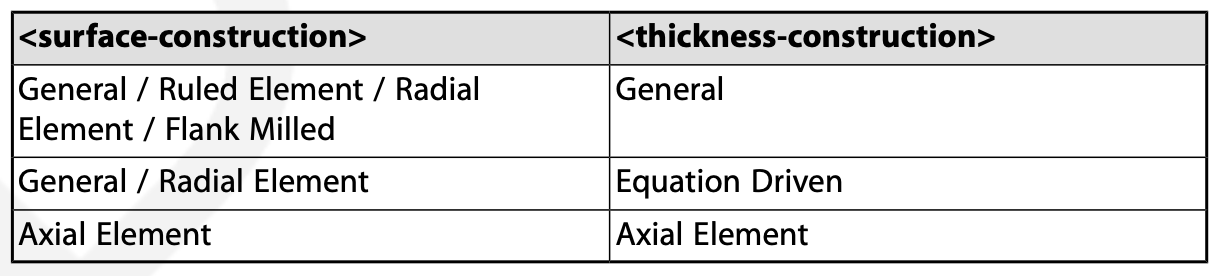 <surface-construction>
<thickness-construction>
General / Ruled Element / Radial
Element / Flank Milled
General
General / Radial Element
Equation Driven
Axial Element
Axial Element